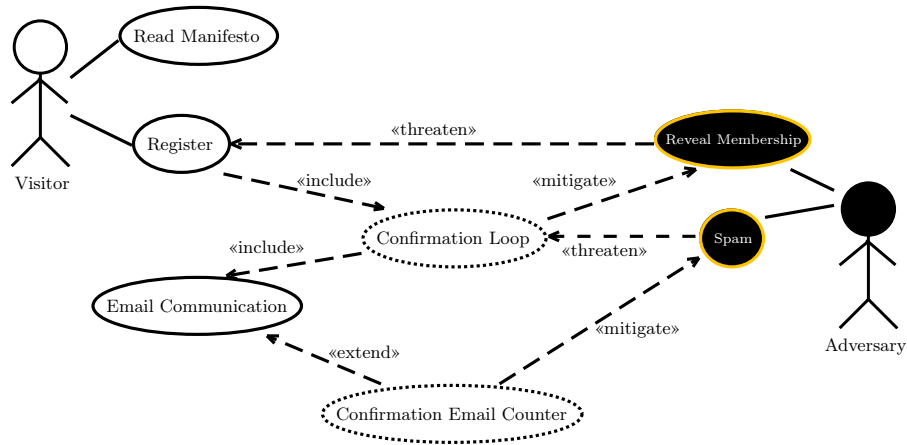 Read Manifesto
«threaten»
Reveal Membership
Register
Visitor
«include»
«mitigate»
Confirmation Loop
Spam
«include»
«threaten»
Email Communication
«mitigate»
Adversary
«extend»
Confirmation Email Counter